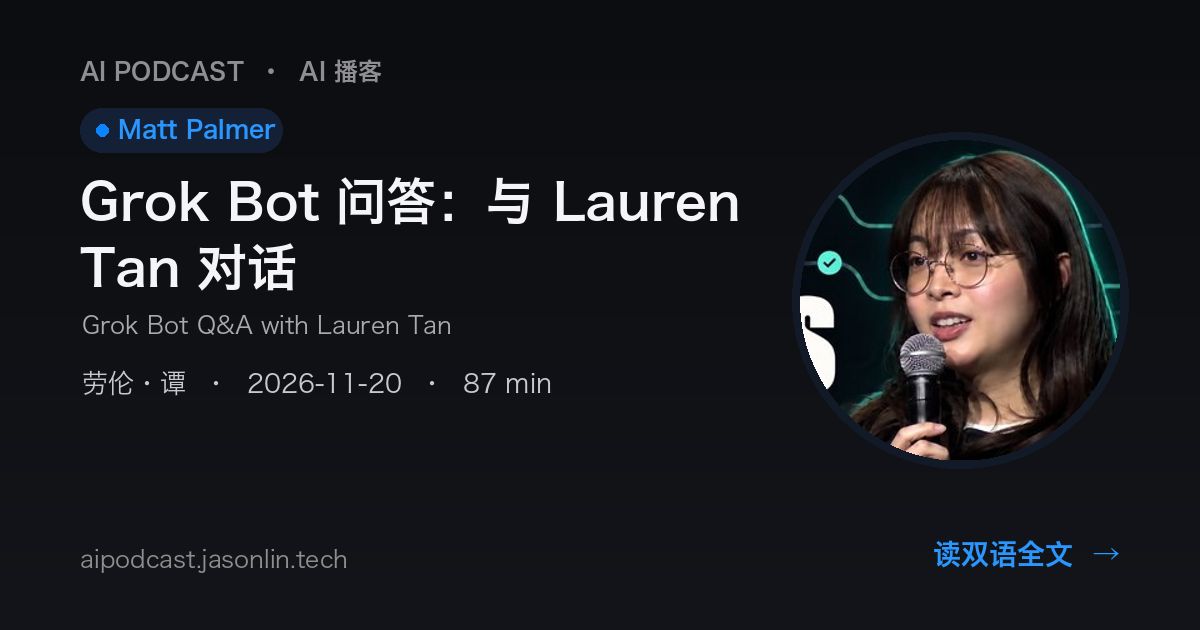 AI PODCAST · AI 播客
Matt Palmer
Grok Bot 问答：与 Lauren
Tan 对话
Grok Bot Q&A with Lauren Tan
劳伦·谭 · 2026-11-20 · 87 min
S
aipodcast.jasonlin.tech
读双语全文 →